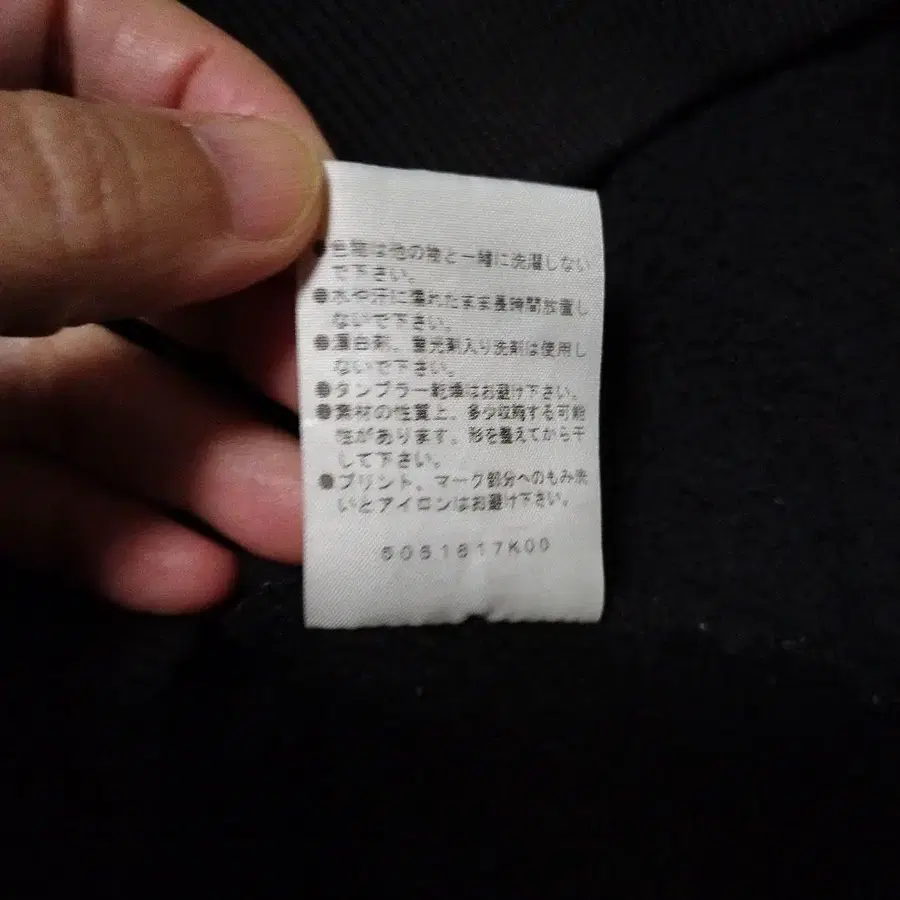 ●色物は他の物と一緒に洗濯しない
で下さい。
●水や汗に濡れたまま長時間放置し
ないで下さい。
●漂白剤、蛍光剤入り洗剤は使用し
ないで下さい。
●タンブラー乾燥はお避け下さい。
●素材の性質上、多少収縮する可能
性があります。形を整えてから干
して下さい。
●プリント、マーク部分へのもみ洗
いとアイロンはお避け下さい。
6061817K00